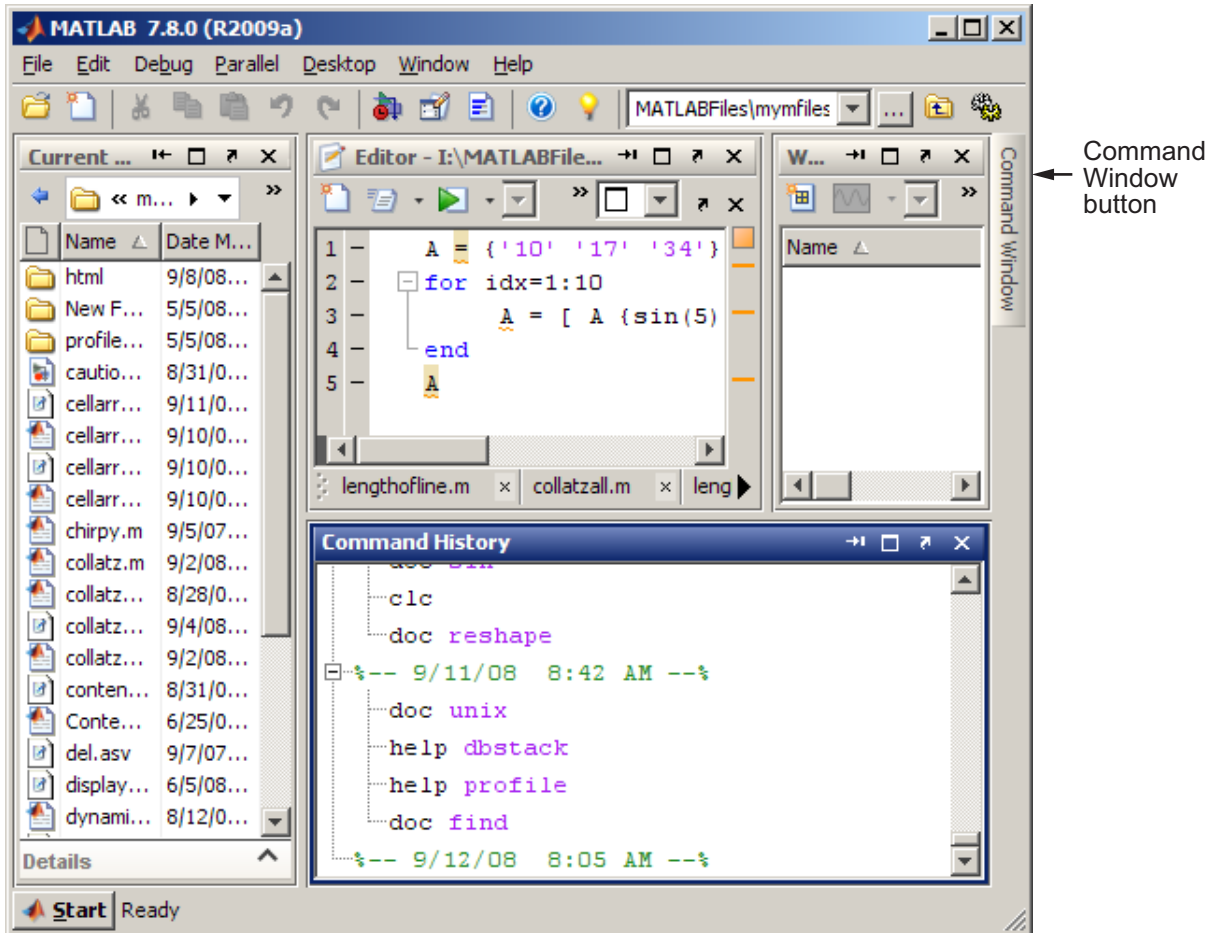 MATLAB 7.8.0 (R2009a)
File Edit Debug Parallel Desktop Window Help
MATLABFiles\mymfiles ...
Current ...
« m...
Name Date M...
html 9/8/08...
New F... 5/5/08...
profile... 5/5/08...
cautio... 8/31/0...
cellarr... 9/11/0...
cellarr... 9/10/0...
cellarr... 9/10/0...
cellarr... 9/10/0...
chirpy.m 9/5/07...
collatz.m 9/2/08...
collatz... 8/28/0...
collatz... 9/4/08...
collatz... 9/2/08...
conten... 8/31/0...
Conte... 6/25/0...
del.asv 9/7/07...
display... 6/5/08...
dynami... 8/12/0...
Details
Editor - I:\MATLABFile...
1 – A = {'10' '17' '34'}
2 – for idx=1:10
3 – A = [ A {sin(5)
4 – end
5 – A
lengthofline.m × collatzall.m × leng
W...
Name
Command Window
Command
Window
button
Command History
doc sin
clc
doc reshape
%-- 9/11/08 8:42 AM --%
doc unix
help dbstack
help profile
doc find
%-- 9/12/08 8:05 AM --%
Start Ready